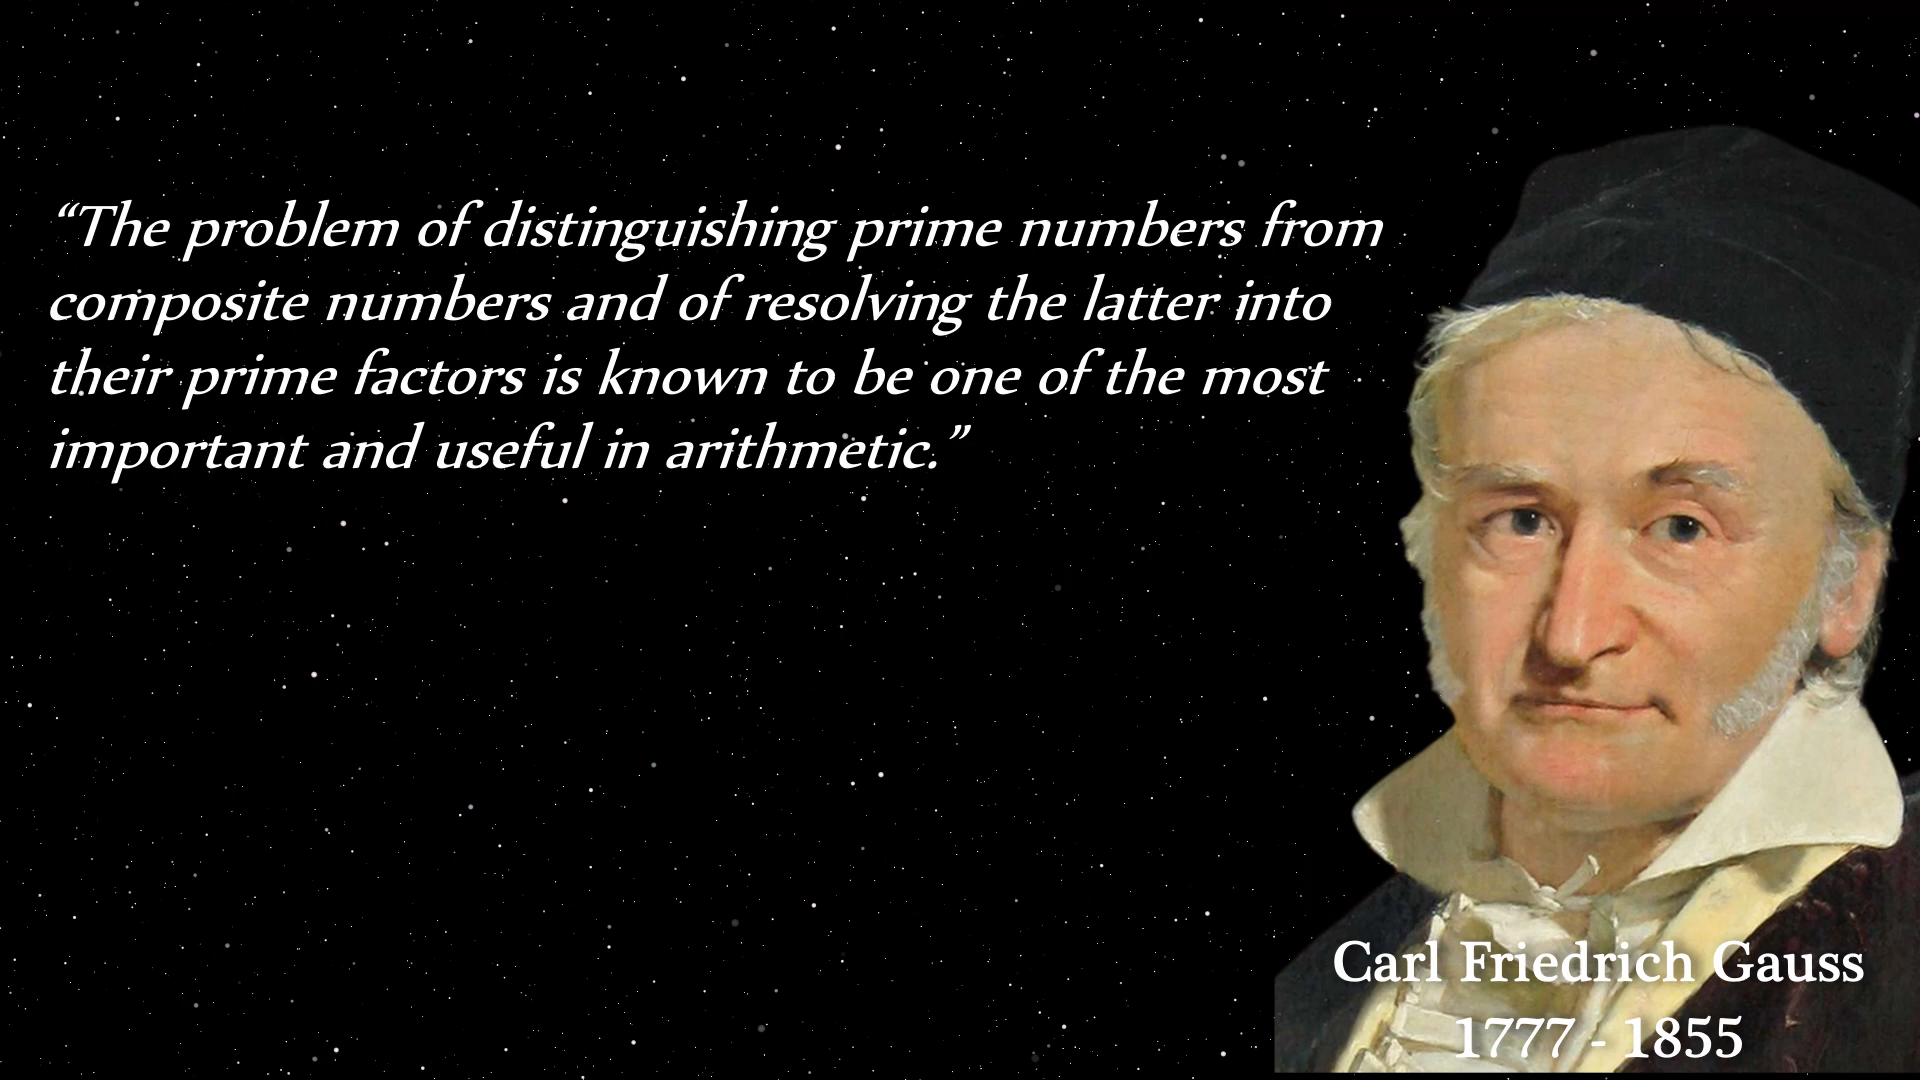 “The problem of distinguishing prime numbers from
composite numbers and of resolving the latter into
their prime factors is known to be one of the most
important and useful in arithmetic.”
Carl Friedrich Gauss
1777 - 1855